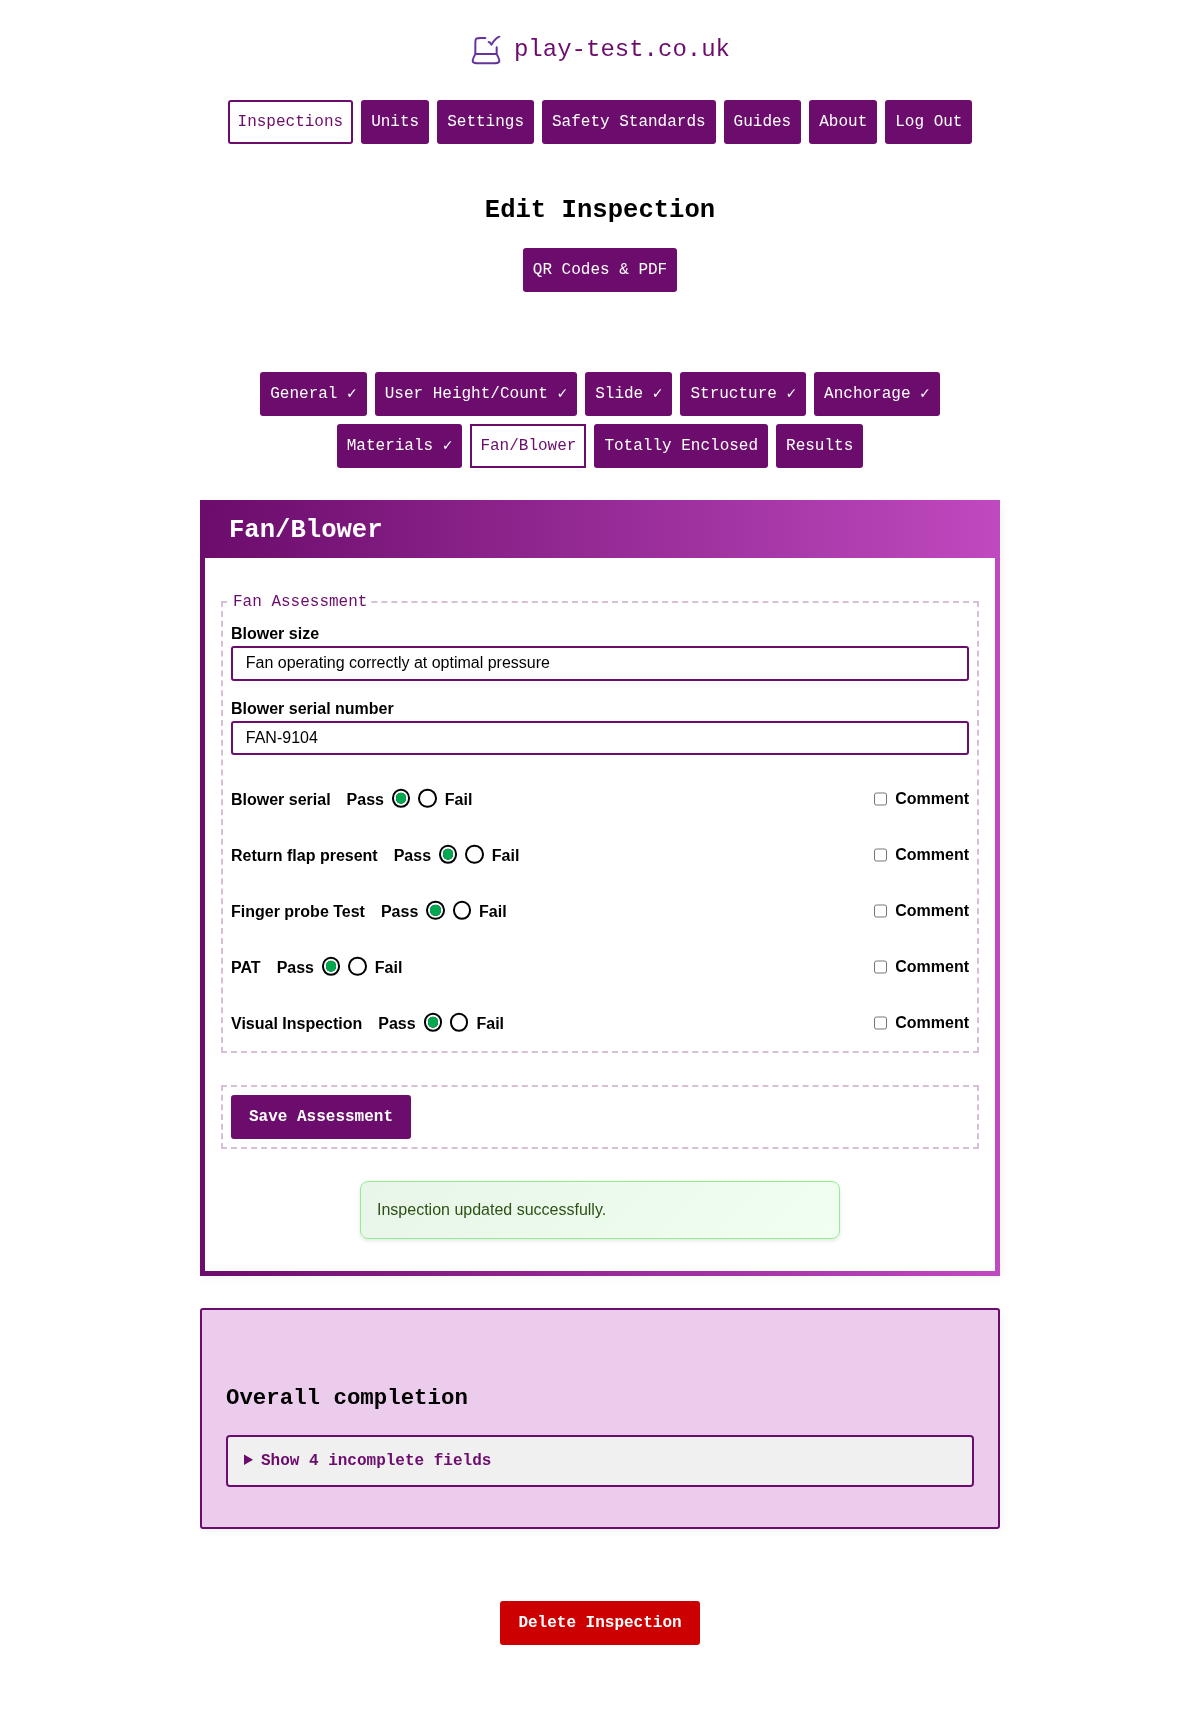 play-test.co.uk
Inspections Units Settings Safety Standards Guides About Log Out
Edit Inspection
QR Codes & PDF
General ✓ User Height/Count ✓ Slide ✓ Structure ✓ Anchorage ✓
Materials ✓ Fan/Blower Totally Enclosed Results
Fan/Blower
Fan Assessment
Blower size
Fan operating correctly at optimal pressure
Blower serial number
FAN-9104
Blower serial Pass Fail Comment
Return flap present Pass Fail Comment
Finger probe Test Pass Fail Comment
PAT Pass Fail Comment
Visual Inspection Pass Fail Comment
Save Assessment
Inspection updated successfully.
Overall completion
Show 4 incomplete fields
Delete Inspection